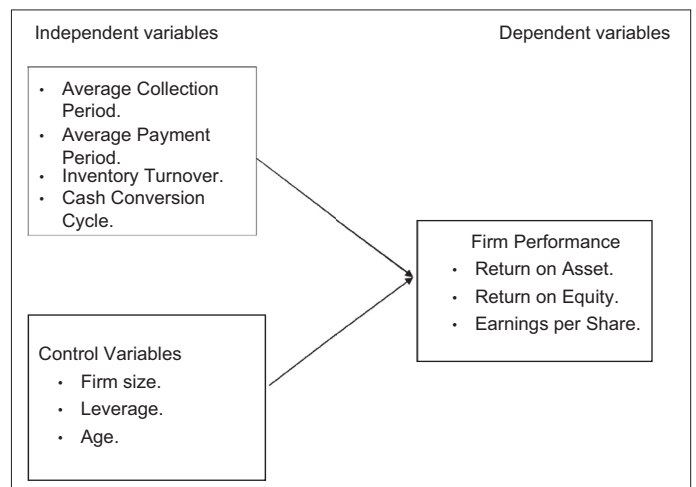 Independent variables
Dependent variables
• Average Collection
Period.
• Average Payment
Period.
• Inventory Turnover.
• Cash Conversion
Cycle.
Firm Performance
• Return on Asset.
• Return on Equity.
• Earnings per Share.
Control Variables
• Firm size.
• Leverage.
• Age.